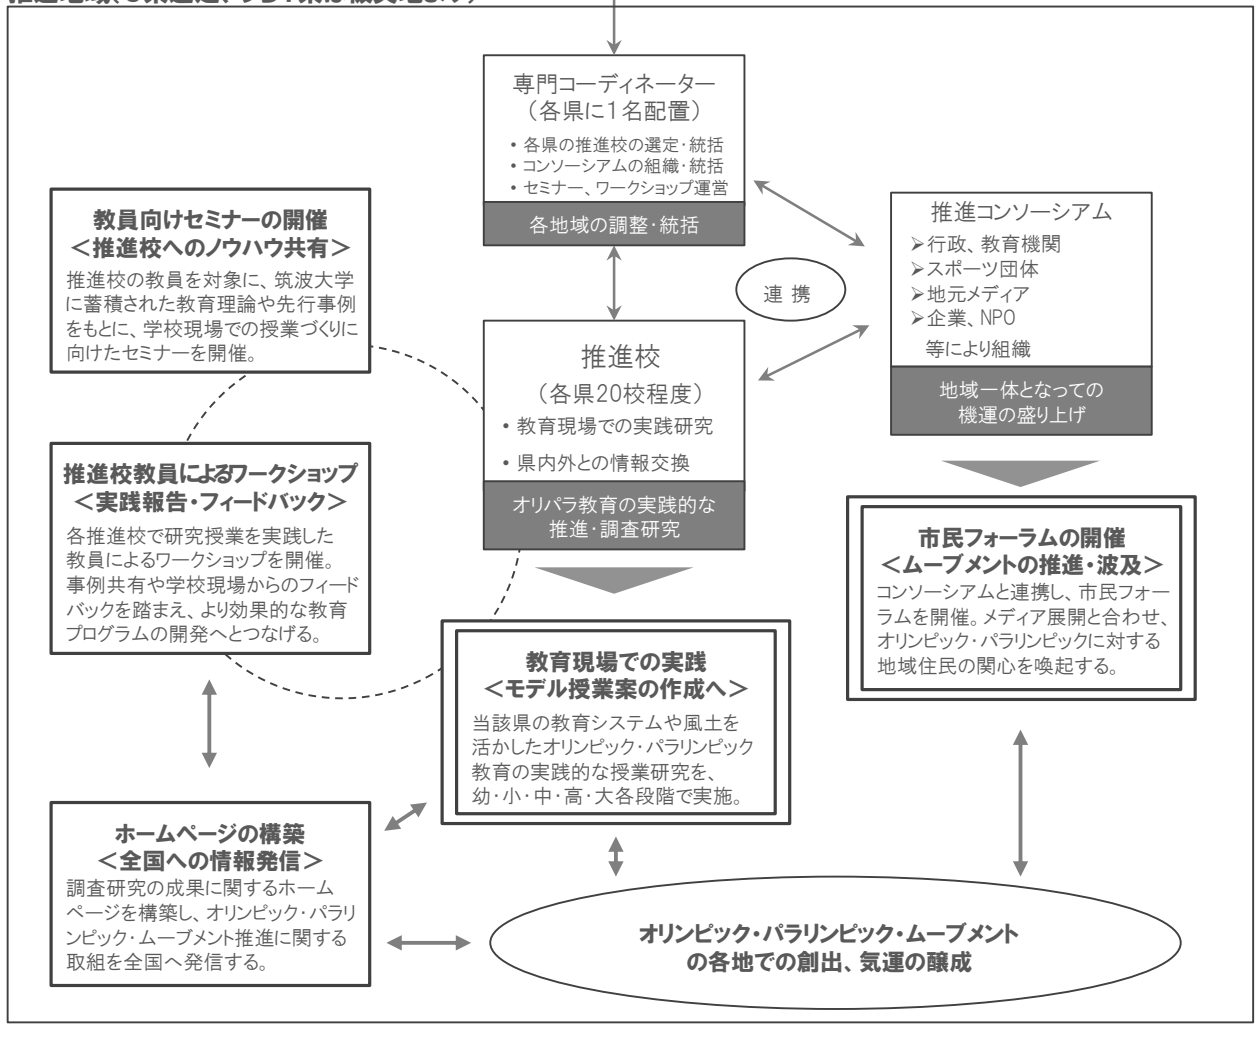 専門コーディネーター
（各県に１名配置）
• 各県の推進校の選定・統括
• コンソーシアムの組織・統括
• セミナー、ワークショップ運営
各地域の調整・統括
教員向けセミナーの開催
＜推進校へのノウハウ共有＞
推進校の教員を対象に、筑波大学
に蓄積された教育理論や先行事例
をもとに、学校現場での授業づくりに
向けたセミナーを開催。
推進コンソーシアム
➢行政、教育機関
➢スポーツ団体
➢地元メディア
➢企業、NPO
等により組織
地域一体となっての
機運の盛り上げ
連 携
推進校
（各県20校程度）
• 教育現場での実践研究
• 県内外との情報交換
オリパラ教育の実践的な
推進・調査研究
推進校教員によるワークショップ
＜実践報告・フィードバック＞
各推進校で研究授業を実践した
教員によるワークショップを開催。
事例共有や学校現場からのフィード
バックを踏まえ、より効果的な教育
プログラムの開発へとつなげる。
市民フォーラムの開催
＜ムーブメントの推進・波及＞
コンソーシアムと連携し、市民フォー
ラムを開催。メディア展開と合わせ、
オリンピック・パラリンピックに対する
地域住民の関心を喚起する。
教育現場での実践
＜モデル授業案の作成へ＞
当該県の教育システムや風土を
活かしたオリンピック・パラリンピック
教育の実践的な授業研究を、
幼・小・中・高・大各段階で実施。
ホームページの構築
＜全国への情報発信＞
調査研究の成果に関するホーム
ページを構築し、オリンピック・パラリ
ンピック・ムーブメント推進に関する
取組を全国へ発信する。
オリンピック・パラリンピック・ムーブメント
の各地での創出、気運の醸成